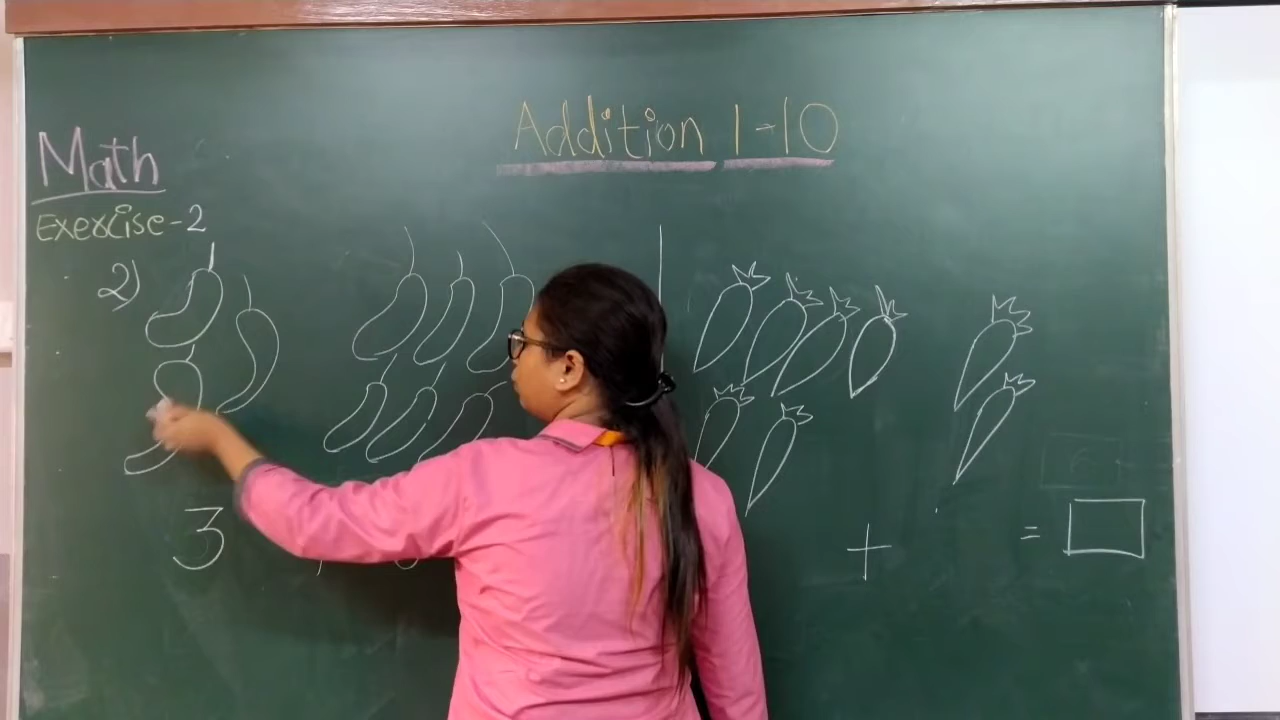 Addition 1-10
Math
Exercise-2
2)
3
+ =